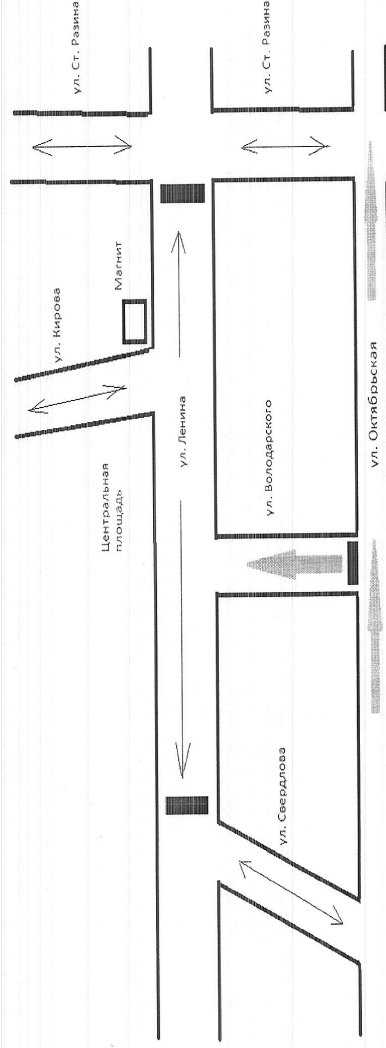 ул. Ст. Разина
ул. Ст. Разина
Магнит
ул. Кирова
ул. Ленина
ул. Октябрьская
ул. Володарского
Центральная
площадь
ул. Свердлова